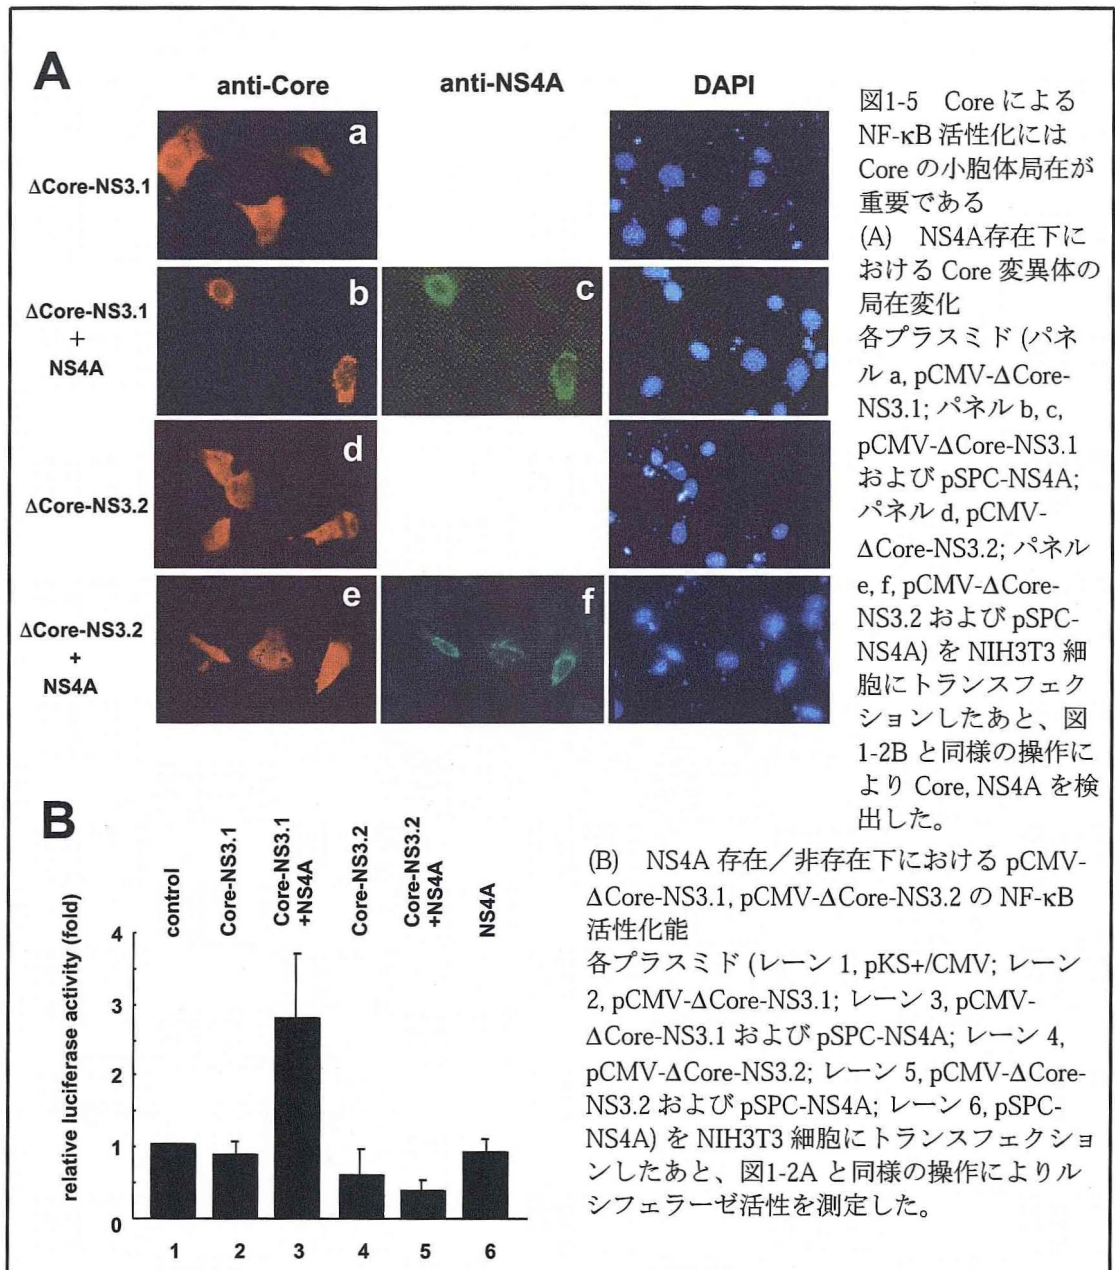 A
anti-Core
anti-NS4A
DAPI
ΔCore-NS3.1
a
ΔCore-NS3.1
+
NS4A
b
c
ΔCore-NS3.2
d
ΔCore-NS3.2
+
NS4A
e
f
図1-5 Core による
NF-κB 活性化には
Core の小胞体局在が
重要である
(A) NS4A存在下に
おける Core 変異体の
局在変化
各プラスミド (パネ
ル a, pCMV-ΔCore-
NS3.1; パネル b, c,
pCMV-ΔCore-NS3.1
および pSPC-NS4A;
パネル d, pCMV-
ΔCore-NS3.2; パネル
e, f, pCMV-ΔCore-
NS3.2 および pSPC-
NS4A) を NIH3T3 細
胞にトランスフェク
ションしたあと、図
1-2B と同様の操作に
より Core, NS4A を検
出した。
B
control
Core-NS3.1
Core-NS3.1
+NS4A
Core-NS3.2
Core-NS3.2
+NS4A
NS4A
relative luciferase activity (fold)
4
3
2
1
0
1 2 3 4 5 6
(B) NS4A 存在／非存在下における pCMV-
ΔCore-NS3.1, pCMV-ΔCore-NS3.2 の NF-κB
活性化能
各プラスミド (レーン 1, pKS+/CMV; レーン
2, pCMV-ΔCore-NS3.1; レーン 3, pCMV-
ΔCore-NS3.1 および pSPC-NS4A; レーン 4,
pCMV-ΔCore-NS3.2; レーン 5, pCMV-ΔCore-
NS3.2 および pSPC-NS4A; レーン 6, pSPC-
NS4A) を NIH3T3 細胞にトランスフェクショ
ンしたあと、図1-2A と同様の操作によりル
シフェラーゼ活性を測定した。